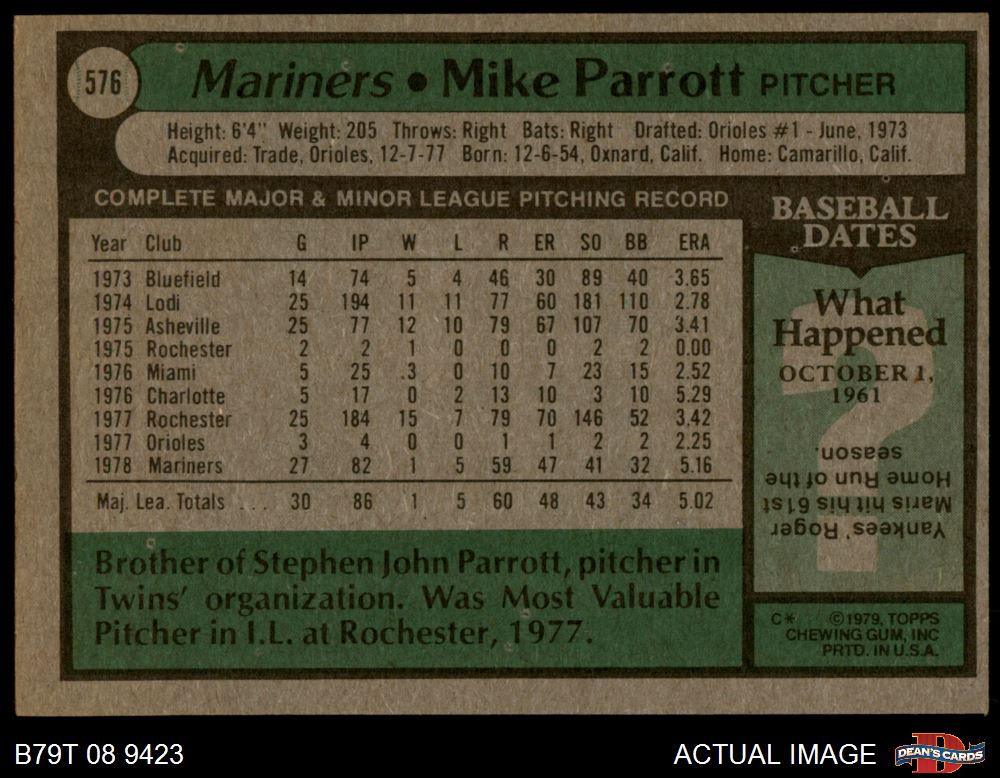 576
Mariners • Mike Parrott PITCHER
Height: 6'4" Weight: 205 Throws: Right Bats: Right Drafted: Orioles #1 - June, 1973
Acquired: Trade, Orioles, 12-7-77 Born: 12-6-54, Oxnard, Calif. Home: Camarillo, Calif.
COMPLETE MAJOR & MINOR LEAGUE PITCHING RECORD
Year Club G IP W L R ER SO BB ERA
1973 Bluefield 14 74 5 4 46 30 89 40 3.65
1974 Lodi 25 194 11 11 77 60 181 110 2.78
1975 Asheville 25 77 12 10 79 67 107 70 3.41
1975 Rochester 2 2 1 0 0 0 2 2 0.00
1976 Miami 5 25 .3 0 10 7 23 15 2.52
1976 Charlotte 5 17 0 2 13 10 3 10 5.29
1977 Rochester 25 184 15 7 79 70 146 52 3.42
1977 Orioles 3 4 0 0 1 1 2 2 2.25
1978 Mariners 27 82 1 5 59 47 41 32 5.16
Maj. Lea. Totals ... 30 86 1 5 60 48 43 34 5.02
Brother of Stephen John Parrott, pitcher in
Twins' organization. Was Most Valuable
Pitcher in I.L. at Rochester, 1977.
BASEBALL
DATES
What
Happened
OCTOBER 1,
1961
?
Yankees' Roger
Maris hit his 61st
Home Run of the
season.
C* ©1979, TOPPS
CHEWING GUM, INC
PRTD. IN U.S.A.
B79T 08 9423
ACTUAL IMAGE
DEAN'S CARDS